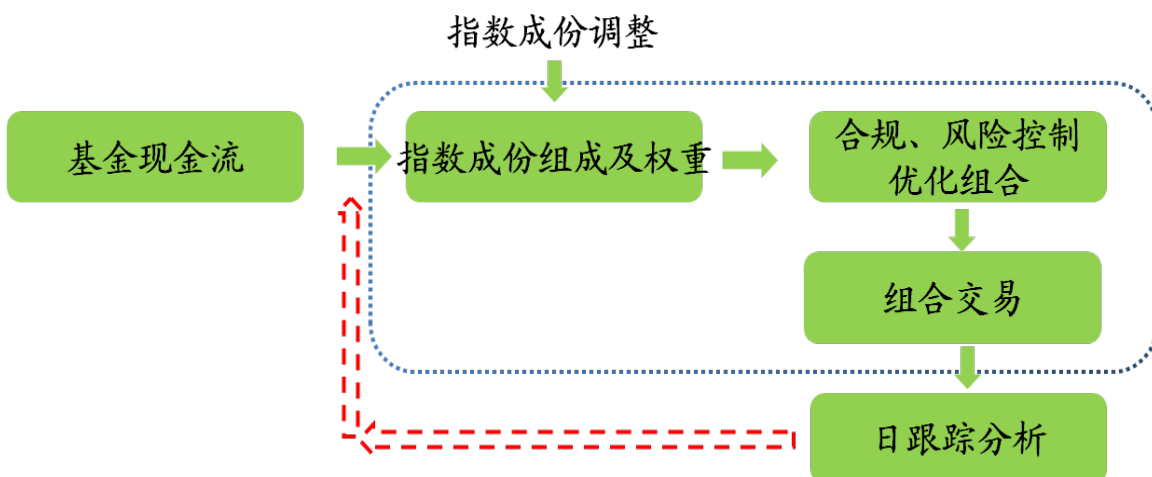 指数成份调整
基金现金流
指数成份组成及权重
合规、风险控制
优化组合
组合交易
日跟踪分析